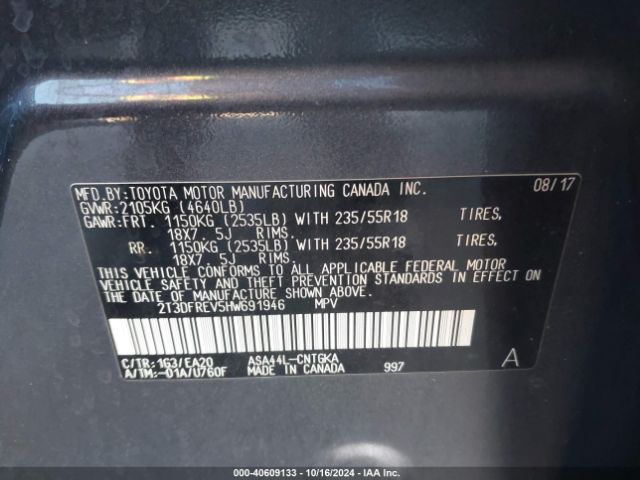 MFD.BY:TOYOTA MOTOR MANUFACTURING CANADA INC. 08/17
GVWR:2105KG (4640LB)
GAWR:FRT. 1150KG (2535LB) WITH 235/55R18 TIRES,
18X7.5J RIMS.
RR. 1150KG (2535LB) WITH 235/55R18 TIRES,
18X7.5J RIMS.
THIS VEHICLE CONFORMS TO ALL APPLICABLE FEDERAL MOTOR
VEHICLE SAFETY AND THEFT PREVENTION STANDARDS IN EFFECT ON
THE DATE OF MANUFACTURE SHOWN ABOVE.
2T3DFREV5HW691946 MPV
C/TR:1G3/EA20 ASA44L-CNTGKA A
A/TM:-01A/U760F MADE IN CANADA 997
000-40609133 - 10/16/2024 - IAA Inc.